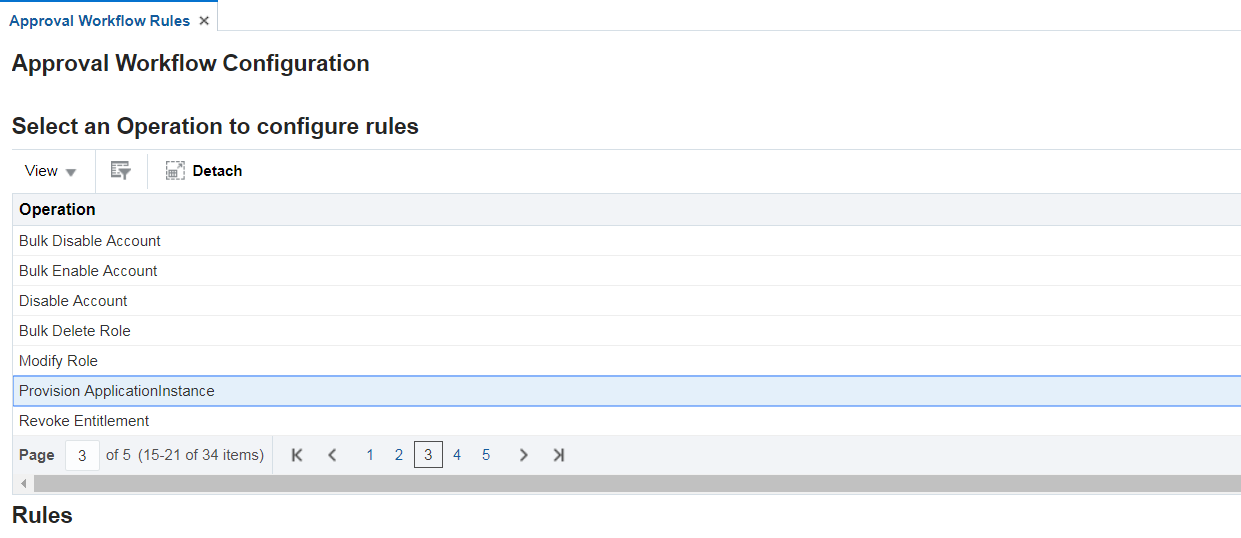 Approval Workflow Rules
Approval Workflow Configuration
Select an Operation to configure rules
View Detach
Operation
Bulk Disable Account
Bulk Enable Account
Disable Account
Bulk Delete Role
Modify Role
Provision ApplicationInstance
Revoke Entitlement
Page 3 of 5 (15-21 of 34 items) 1 2 3 4 5
Rules